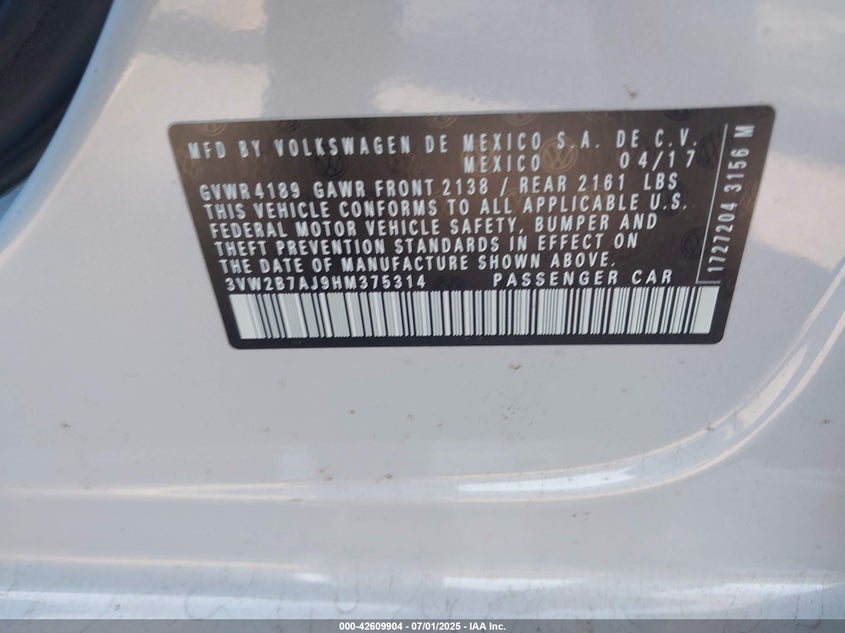 MFD BY VOLKSWAGEN DE MEXICO S.A. DE C.V.
MEXICO 04/17
GVWR 4189 GAWR FRONT 2138 / REAR 2161 LBS
THIS VEHICLE CONFORMS TO ALL APPLICABLE U.S.
FEDERAL MOTOR VEHICLE SAFETY, BUMPER AND
THEFT PREVENTION STANDARDS IN EFFECT ON
THE DATE OF MANUFACTURE SHOWN ABOVE.
3VW2B7AJ9HM375314 PASSENGER CAR
1727204 3156 M
000-42609904 - 07/01/2025 - IAA Inc.